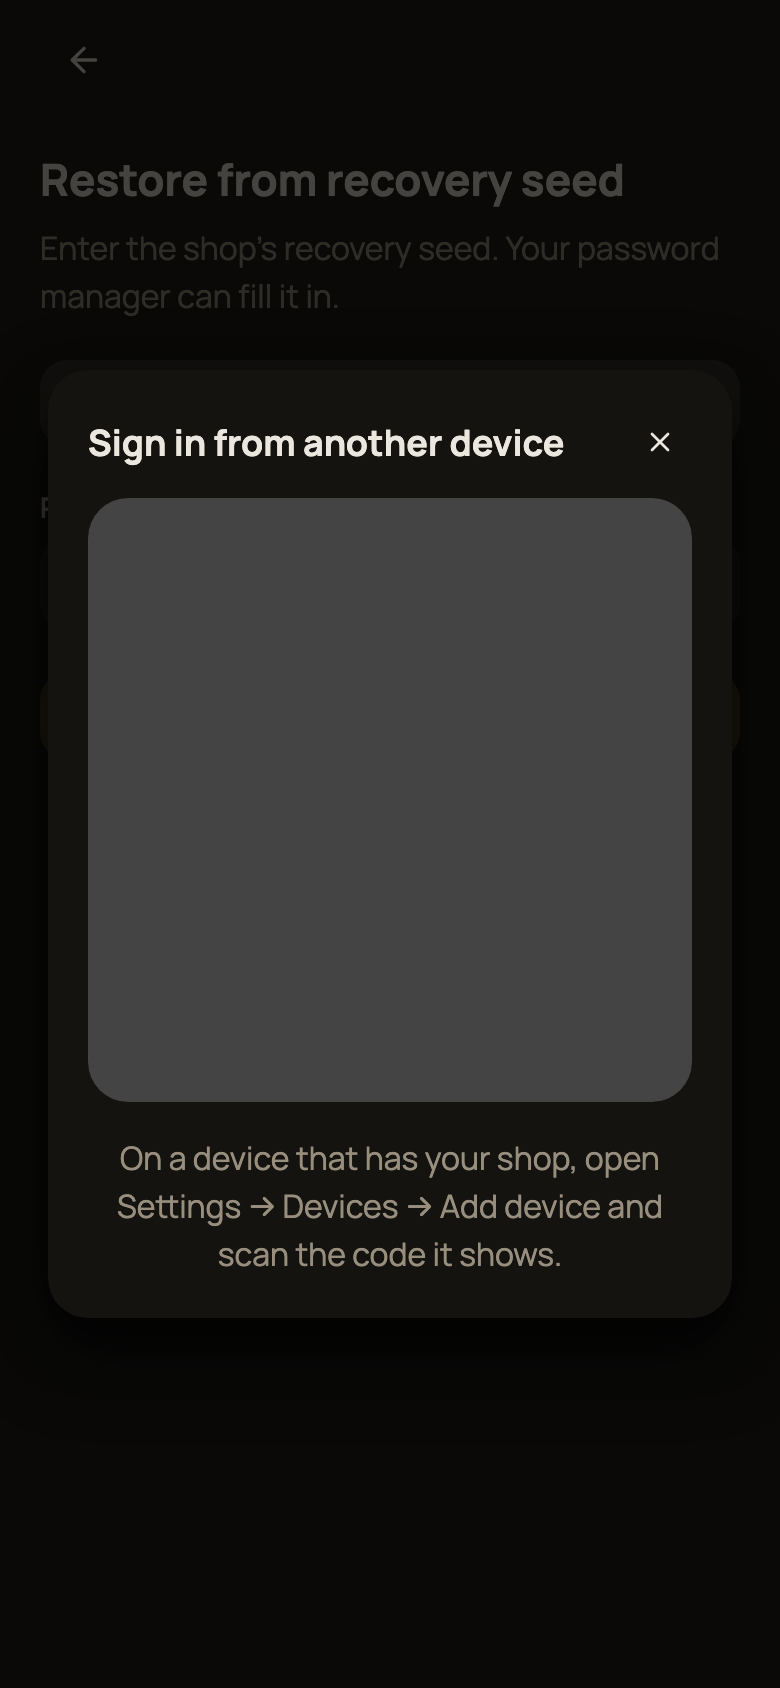 Restore from recovery seed
Enter the shop's recovery seed. Your password
manager can fill it in.
Sign in from another device
On a device that has your shop, open
Settings → Devices → Add device and
scan the code it shows.